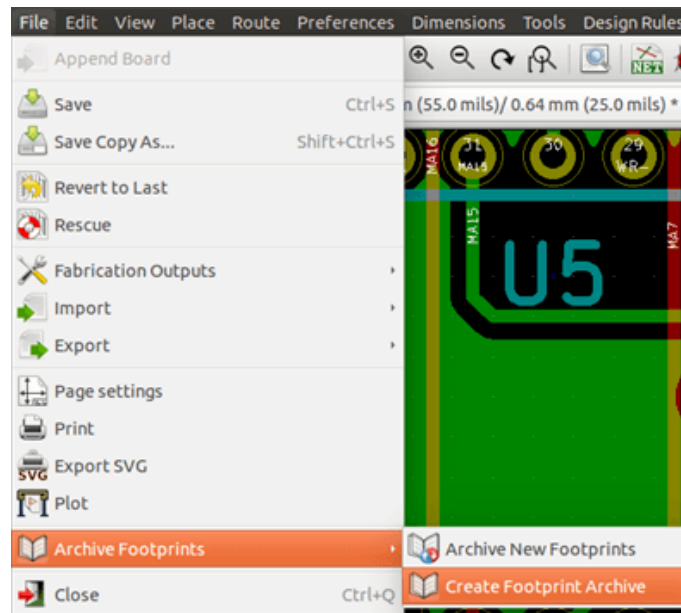 File Edit View Place Route Preferences Dimensions Tools Design Rules
Append Board
NET
Save Ctrl+S
(55.0 mils)/ 0.64 mm (25.0 mils) *
Save Copy As... Shift+Ctrl+S
MA16
31
MA15
30
29
WR-
Revert to Last
Rescue
MA15
MA7
U5
Fabrication Outputs
Import
Export
Page settings
Print
SVG Export SVG
Plot
Archive Footprints
Archive New Footprints
Create Footprint Archive
Close Ctrl+Q